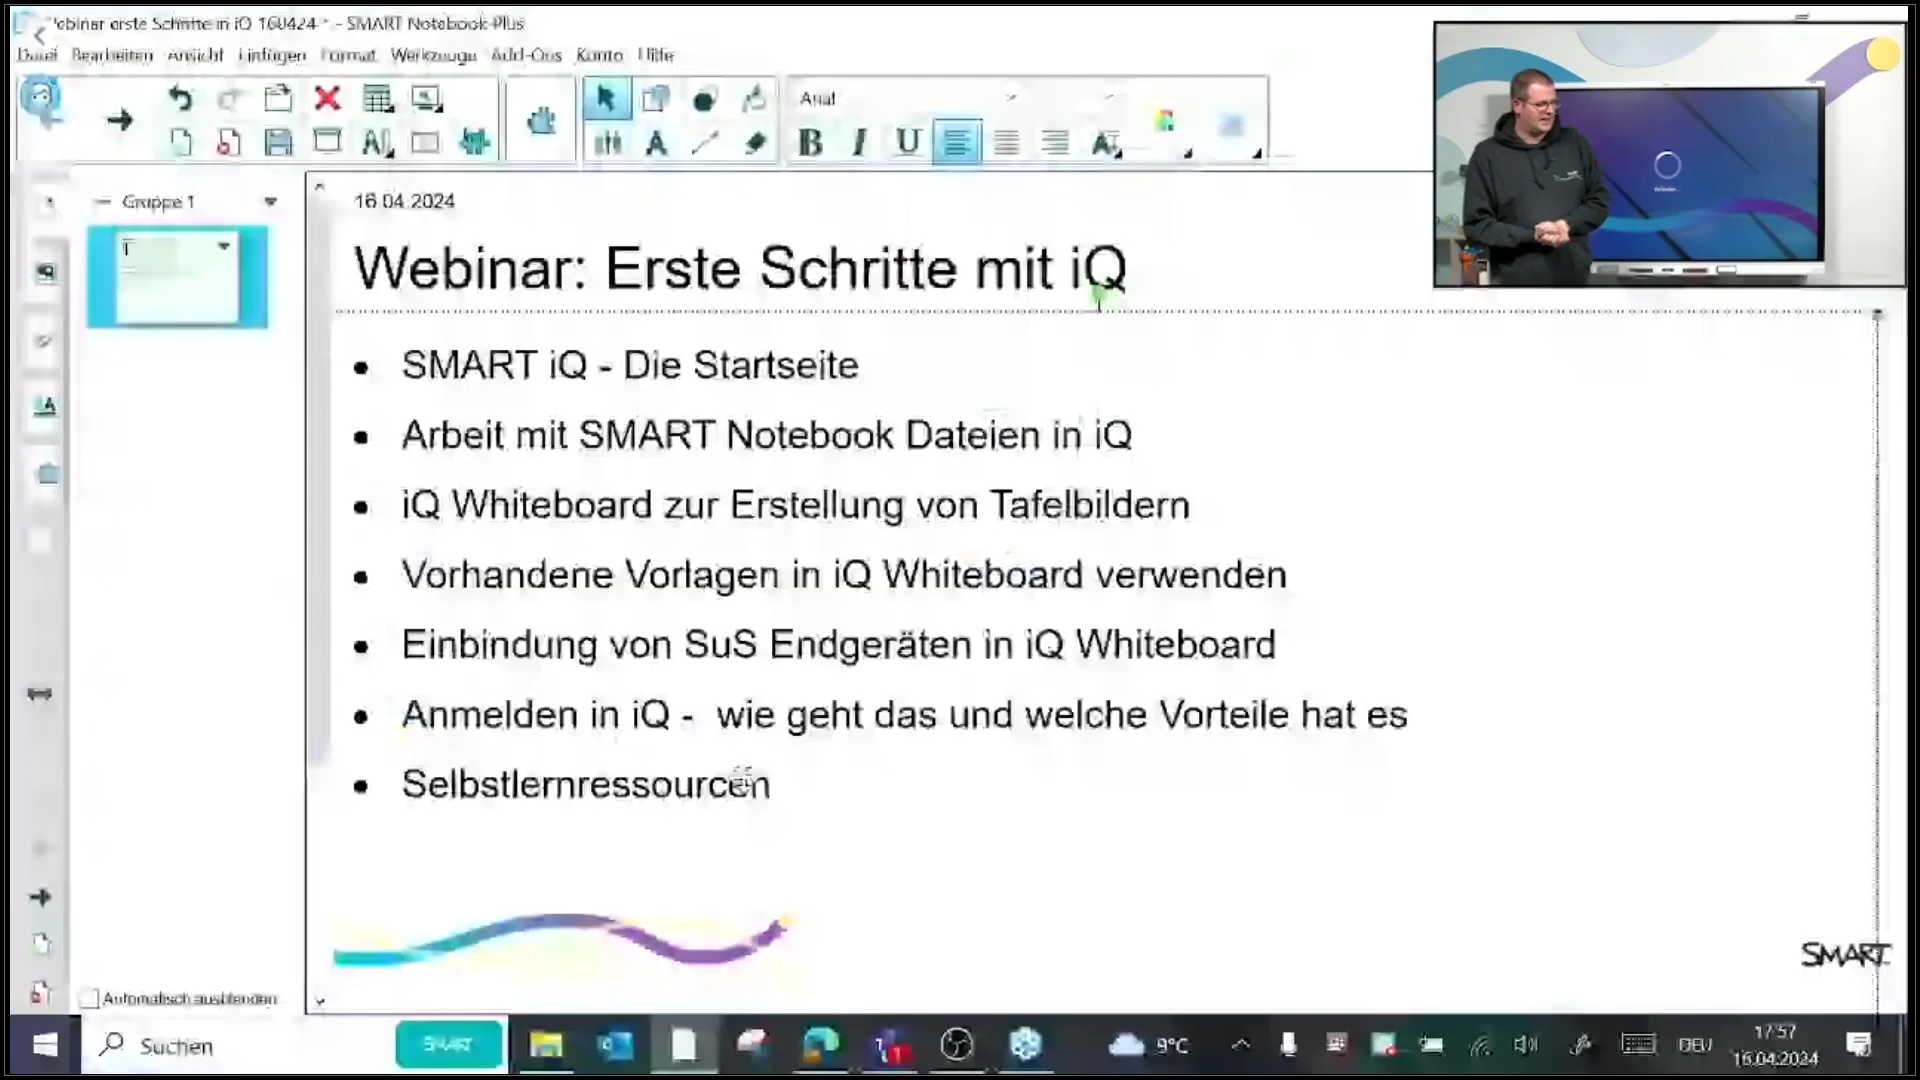 ebinar erste Schritte in iQ 160424 * - SMART Notebook Plus
Datei Bearbeiten Ansicht Einfügen Format Werkzeuge Add-Ons Konto Hilfe
Arial
B I U
Gruppe 1
16.04.2024
Webinar: Erste Schritte mit iQ
• SMART iQ - Die Startseite
• Arbeit mit SMART Notebook Dateien in iQ
• iQ Whiteboard zur Erstellung von Tafelbildern
• Vorhandene Vorlagen in iQ Whiteboard verwenden
• Einbindung von SuS Endgeräten in iQ Whiteboard
• Anmelden in iQ - wie geht das und welche Vorteile hat es
• Selbstlernressourcen
SMART
Automatisch ausblenden
Suchen
SMART
9°C
DEU
17:57
16.04.2024